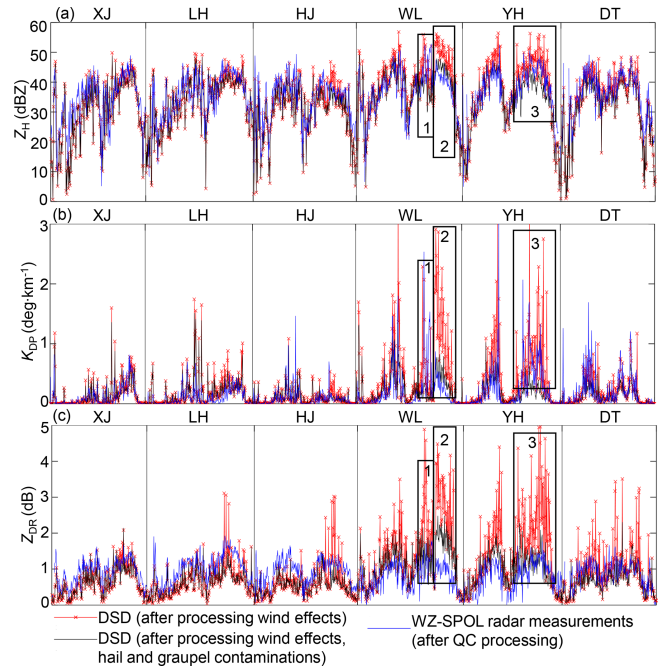 (a) XJ LH HJ WL YH DT
60
50
40
30
20
10
0
Z_H (dBZ)
1
2
2
3
(b) XJ LH HJ WL YH DT
3
2
1
0
K_DP (deg·km⁻¹)
1
2
3
(c) XJ LH HJ WL YH DT
5
4
3
2
1
0
Z_DR (dB)
1
2
3
DSD (after processing wind effects)
DSD (after processing wind effects,
hail and graupel contaminations)
WZ-SPOL radar measurements
(after QC processing)